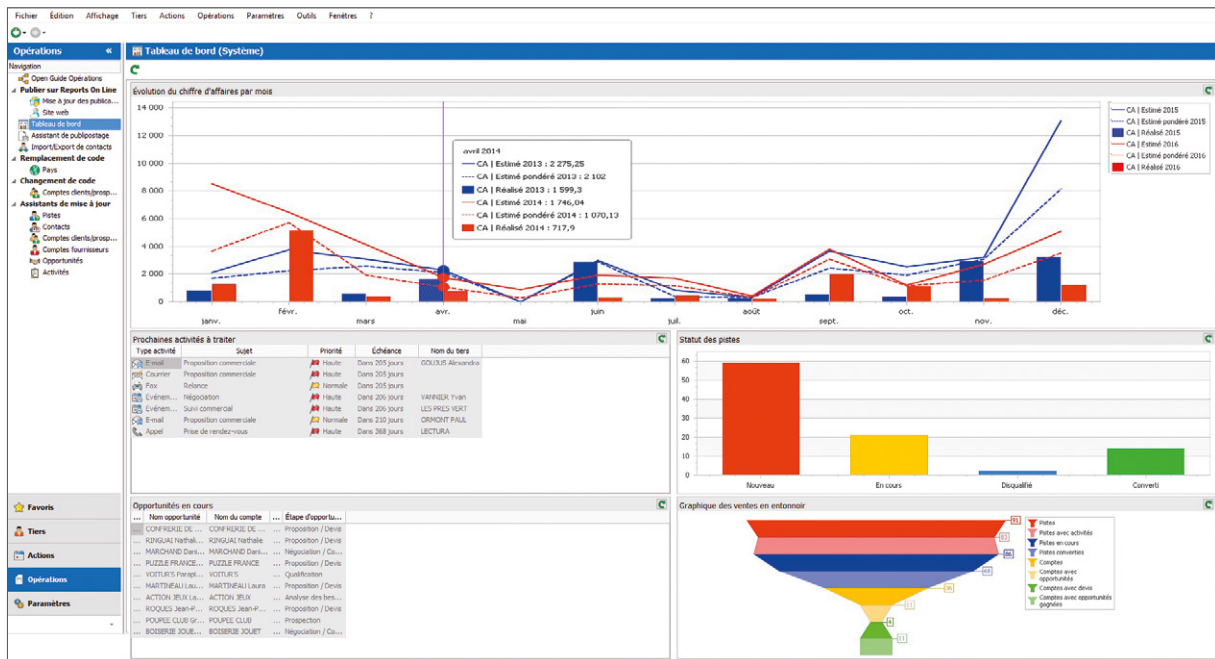 Fichier Édition Affichage Tiers Actions Opérations Paramètres Outils Fenêtres ?
Opérations «
Navigation
Open Guide Opérations
Publier sur Reports On Line
Mise à jour des publica...
Site web
Tableau de bord
Assistant de publipostage
Import/Export de contacts
Remplacement de code
Pays
Changement de code
Comptes clients/prosp...
Assistants de mise à jour
Pistes
Contacts
Comptes clients/prosp...
Comptes fournisseurs
Opportunités
Activités
Favoris
Tiers
Actions
Opérations
Paramètres
Tableau de bord (Système)
Évolution du chiffre d'affaires par mois
14 000
12 000
10 000
8 000
6 000
4 000
2 000
0
janv. févr. mars avr. mai juin juil. août sept. oct. nov. déc.
avril 2014
CA | Estimé 2013 : 2 275,25
CA | Estimé pondéré 2013 : 2 102
CA | Réalisé 2013 : 1 599,3
CA | Estimé 2014 : 1 746,04
CA | Estimé pondéré 2014 : 1 070,13
CA | Réalisé 2014 : 717,9
CA | Estimé 2015
CA | Estimé pondéré 2015
CA | Réalisé 2015
CA | Estimé 2016
CA | Estimé pondéré 2016
CA | Réalisé 2016
Prochaines activités à traiter
Type activité Sujet Priorité Échéance Nom du tiers
E-mail Proposition commerciale Haute Dans 205 jours GOUJUS Alexandra
Courrier Proposition commerciale Haute Dans 205 jours
Fax Relance Normale Dans 205 jours
Événem... Négociation Haute Dans 206 jours VANNIER Yvan
Événem... Suivi commercial Haute Dans 206 jours LES PRES VERT
E-mail Proposition commerciale Normale Dans 210 jours ORMONT PAUL
Appel Prise de rendez-vous Haute Dans 368 jours LECTURA
Statut des pistes
60
50
40
30
20
10
0
Nouveau En cours Disqualifié Converti
Opportunités en cours
... Nom opportunité Nom du compte ... Étape d'opportu...
... CONFRERIE DE ... CONFRERIE DE ... ... Proposition / Devis
... RINGUAI Nathali... RINGUAI Nathalie ... Proposition / Devis
... MARCHAND Dani... MARCHAND Dani... ... Négociation / Co...
... PUZZLE FRANCE... PUZZLE FRANCE ... Proposition / Devis
... VOITUR'S Parapl... VOITUR'S ... Qualification
... MARTINEAU Lau... MARTINEAU Laura ... Proposition / Devis
... ACTION JEUX La... ACTION JEUX ... Analyse des bes...
... ROQUES Jean-P... ROQUES Jean-P... ... Proposition / Devis
... POUPEE CLUB Gr... POUPEE CLUB ... Prospection
... BOISERIE JOUE... BOISERIE JOUET ... Négociation / Co...
Graphique des ventes en entonnoir
91
11
Pistes
Pistes avec activités
Pistes en cours
Pistes converties
Comptes
Comptes avec opportunités
Comptes avec devis
Comptes avec opportunités gagnées